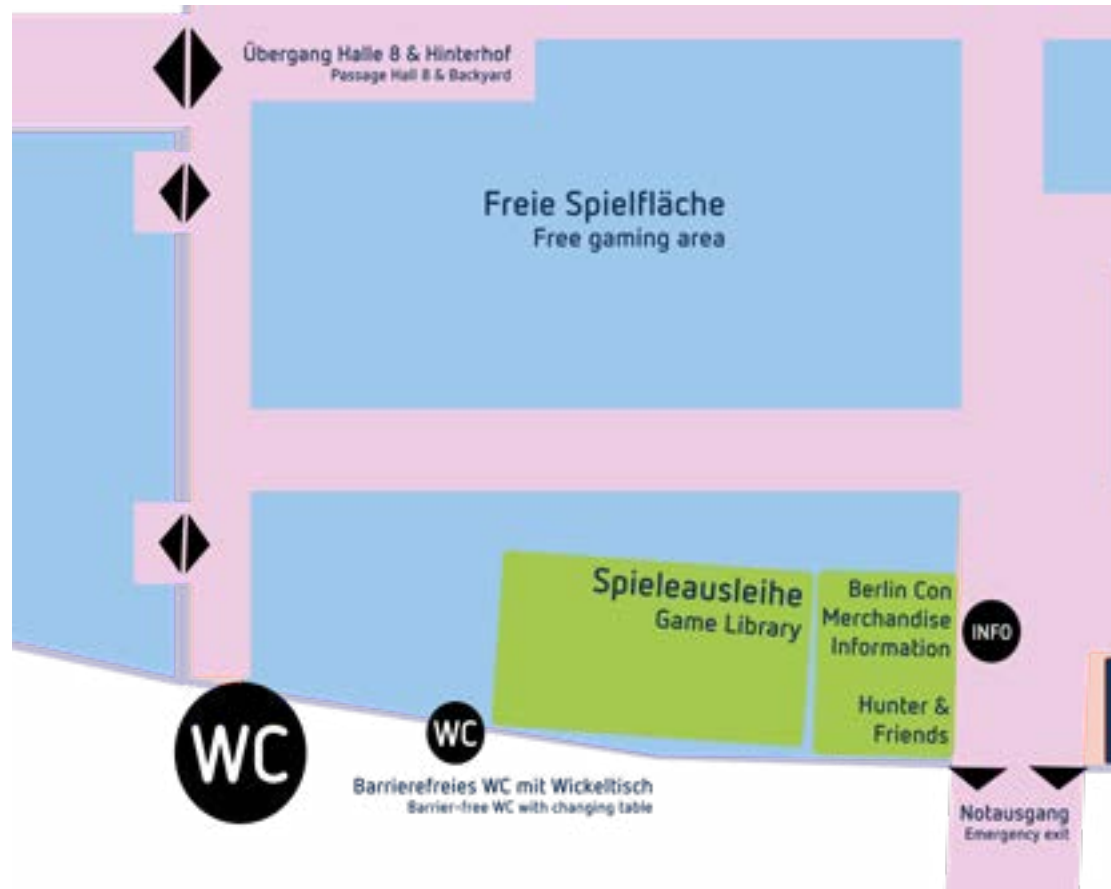 Übergang Halle 8 & Hinterhof
Passage Hall 8 & Backyard
Freie Spielfläche
Free gaming area
Spieleausleihe
Game Library
Berlin Con
Merchandise
Information
INFO
Hunter &
Friends
WC
WC
Barrierefreies WC mit Wickeltisch
Barrier-free WC with changing table
Notausgang
Emergency exit